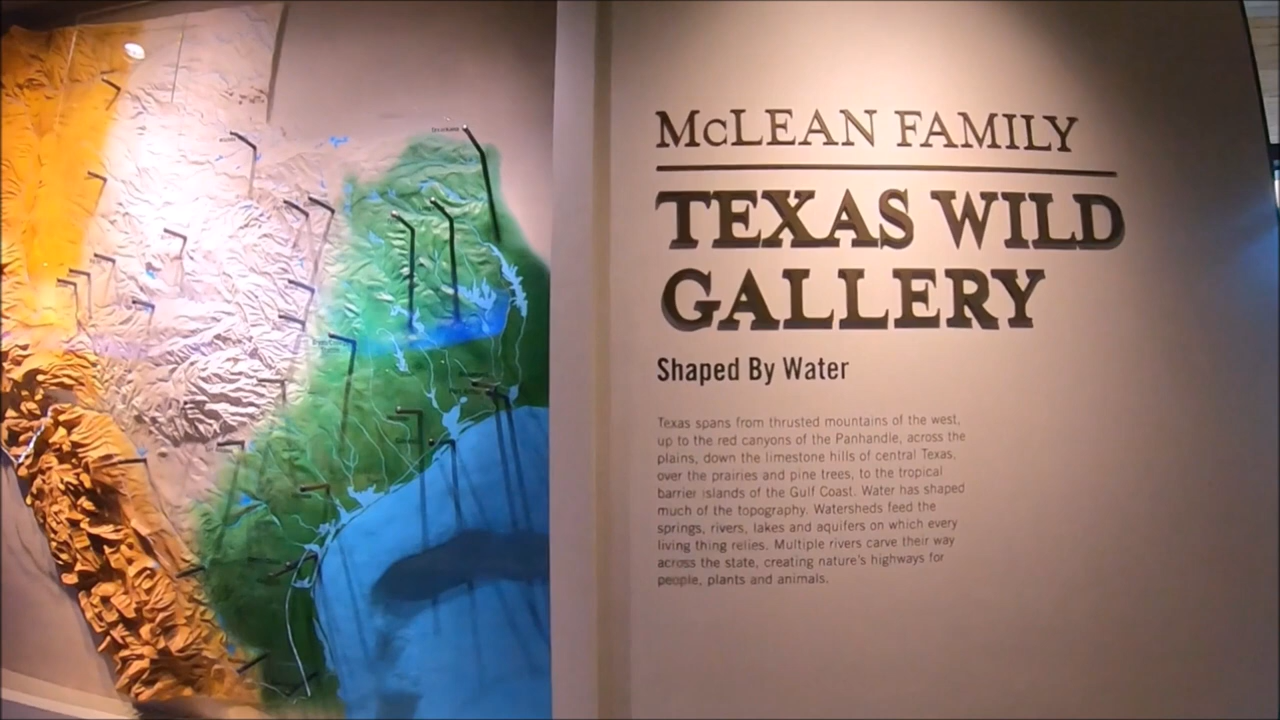 McLEAN FAMILY
TEXAS WILD
GALLERY
Shaped By Water
Texas spans from thrusted mountains of the west,
up to the red canyons of the Panhandle, across the
plains, down the limestone hills of central Texas,
over the prairies and pine trees, to the tropical
barrier islands of the Gulf Coast. Water has shaped
much of the topography. Watersheds feed the
springs, rivers, lakes and aquifers on which every
living thing relies. Multiple rivers carve their way
across the state, creating nature's highways for
people, plants and animals.